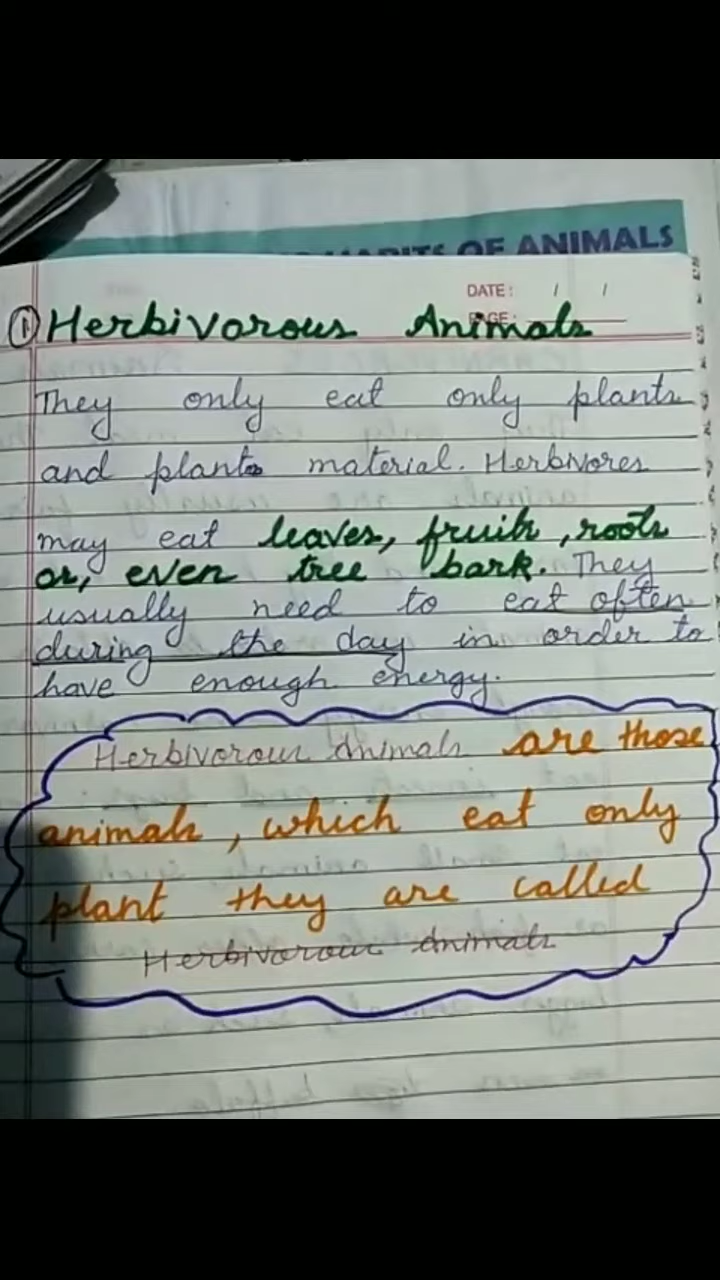 HABITS OF ANIMALS
DATE : / /
PAGE :
① Herbivorous Animals
They only eat only plants
and plants material. Herbivores
may eat leaves, fruits, roots
or, even tree bark. They
usually need to eat often
during the day in order to
have enough energy.
Herbivorous Animals are those
animals, which eat only
plant they are called
Herbivorous Animals